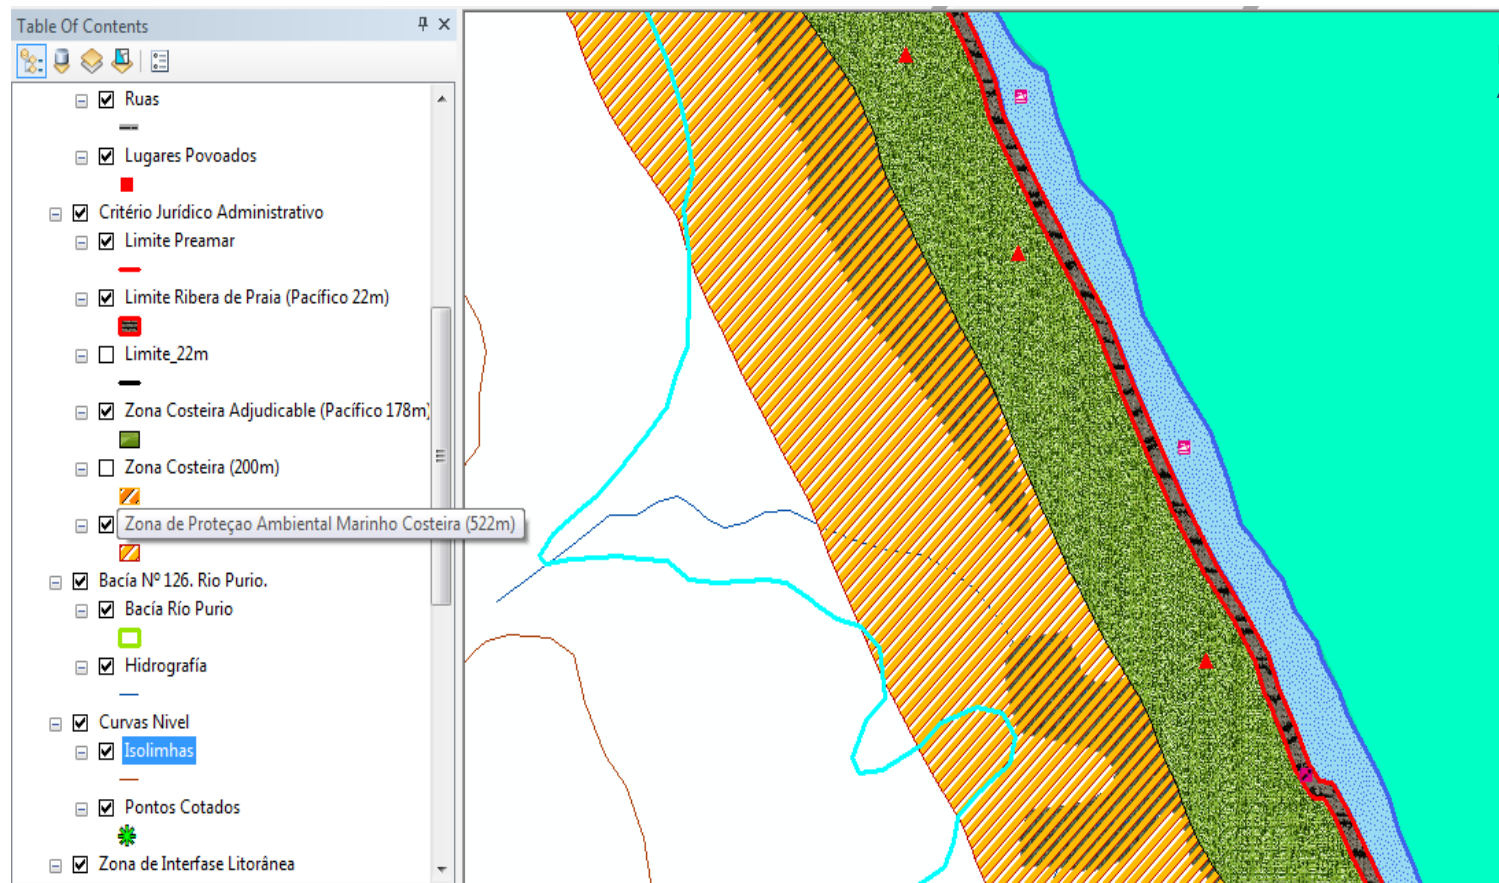 Table Of Contents
Ruas
Lugares Povoados
Critério Jurídico Administrativo
Limite Preamar
Limite Ribera de Praia (Pacífico 22m)
Limite_22m
Zona Costeira Adjudicable (Pacífico 178m)
Zona Costeira (200m)
Zona de Proteçao Ambiental Marinho Costeira (522m)
Bacía Nº 126. Rio Purio.
Bacía Río Purio
Hidrografía
Curvas Nivel
Isolimhas
Pontos Cotados
Zona de Interfase Litorânea